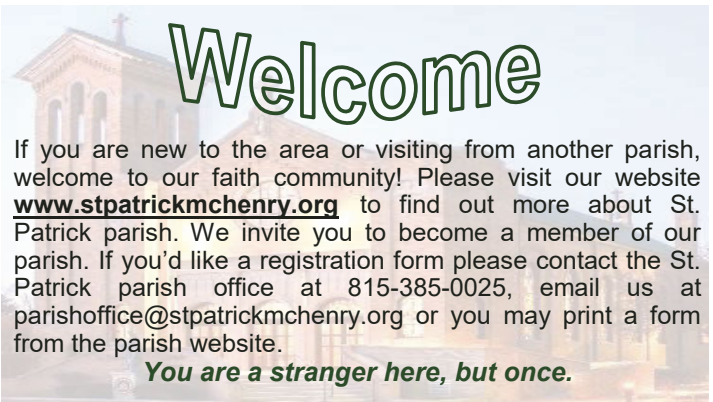 Welcome
If you are new to the area or visiting from another parish,
welcome to our faith community! Please visit our website
www.stpatrickmchenry.org to find out more about St.
Patrick parish. We invite you to become a member of our
parish. If you’d like a registration form please contact the St.
Patrick parish office at 815-385-0025, email us at
parishoffice@stpatrickmchenry.org or you may print a form
from the parish website.
You are a stranger here, but once.